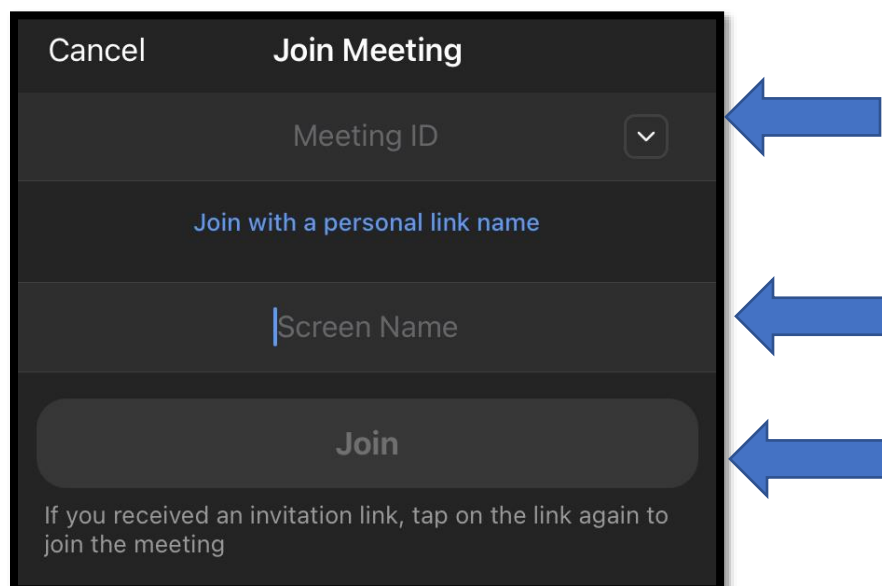 Cancel Join Meeting
Meeting ID
Join with a personal link name
Screen Name
Join
If you received an invitation link, tap on the link again to
join the meeting